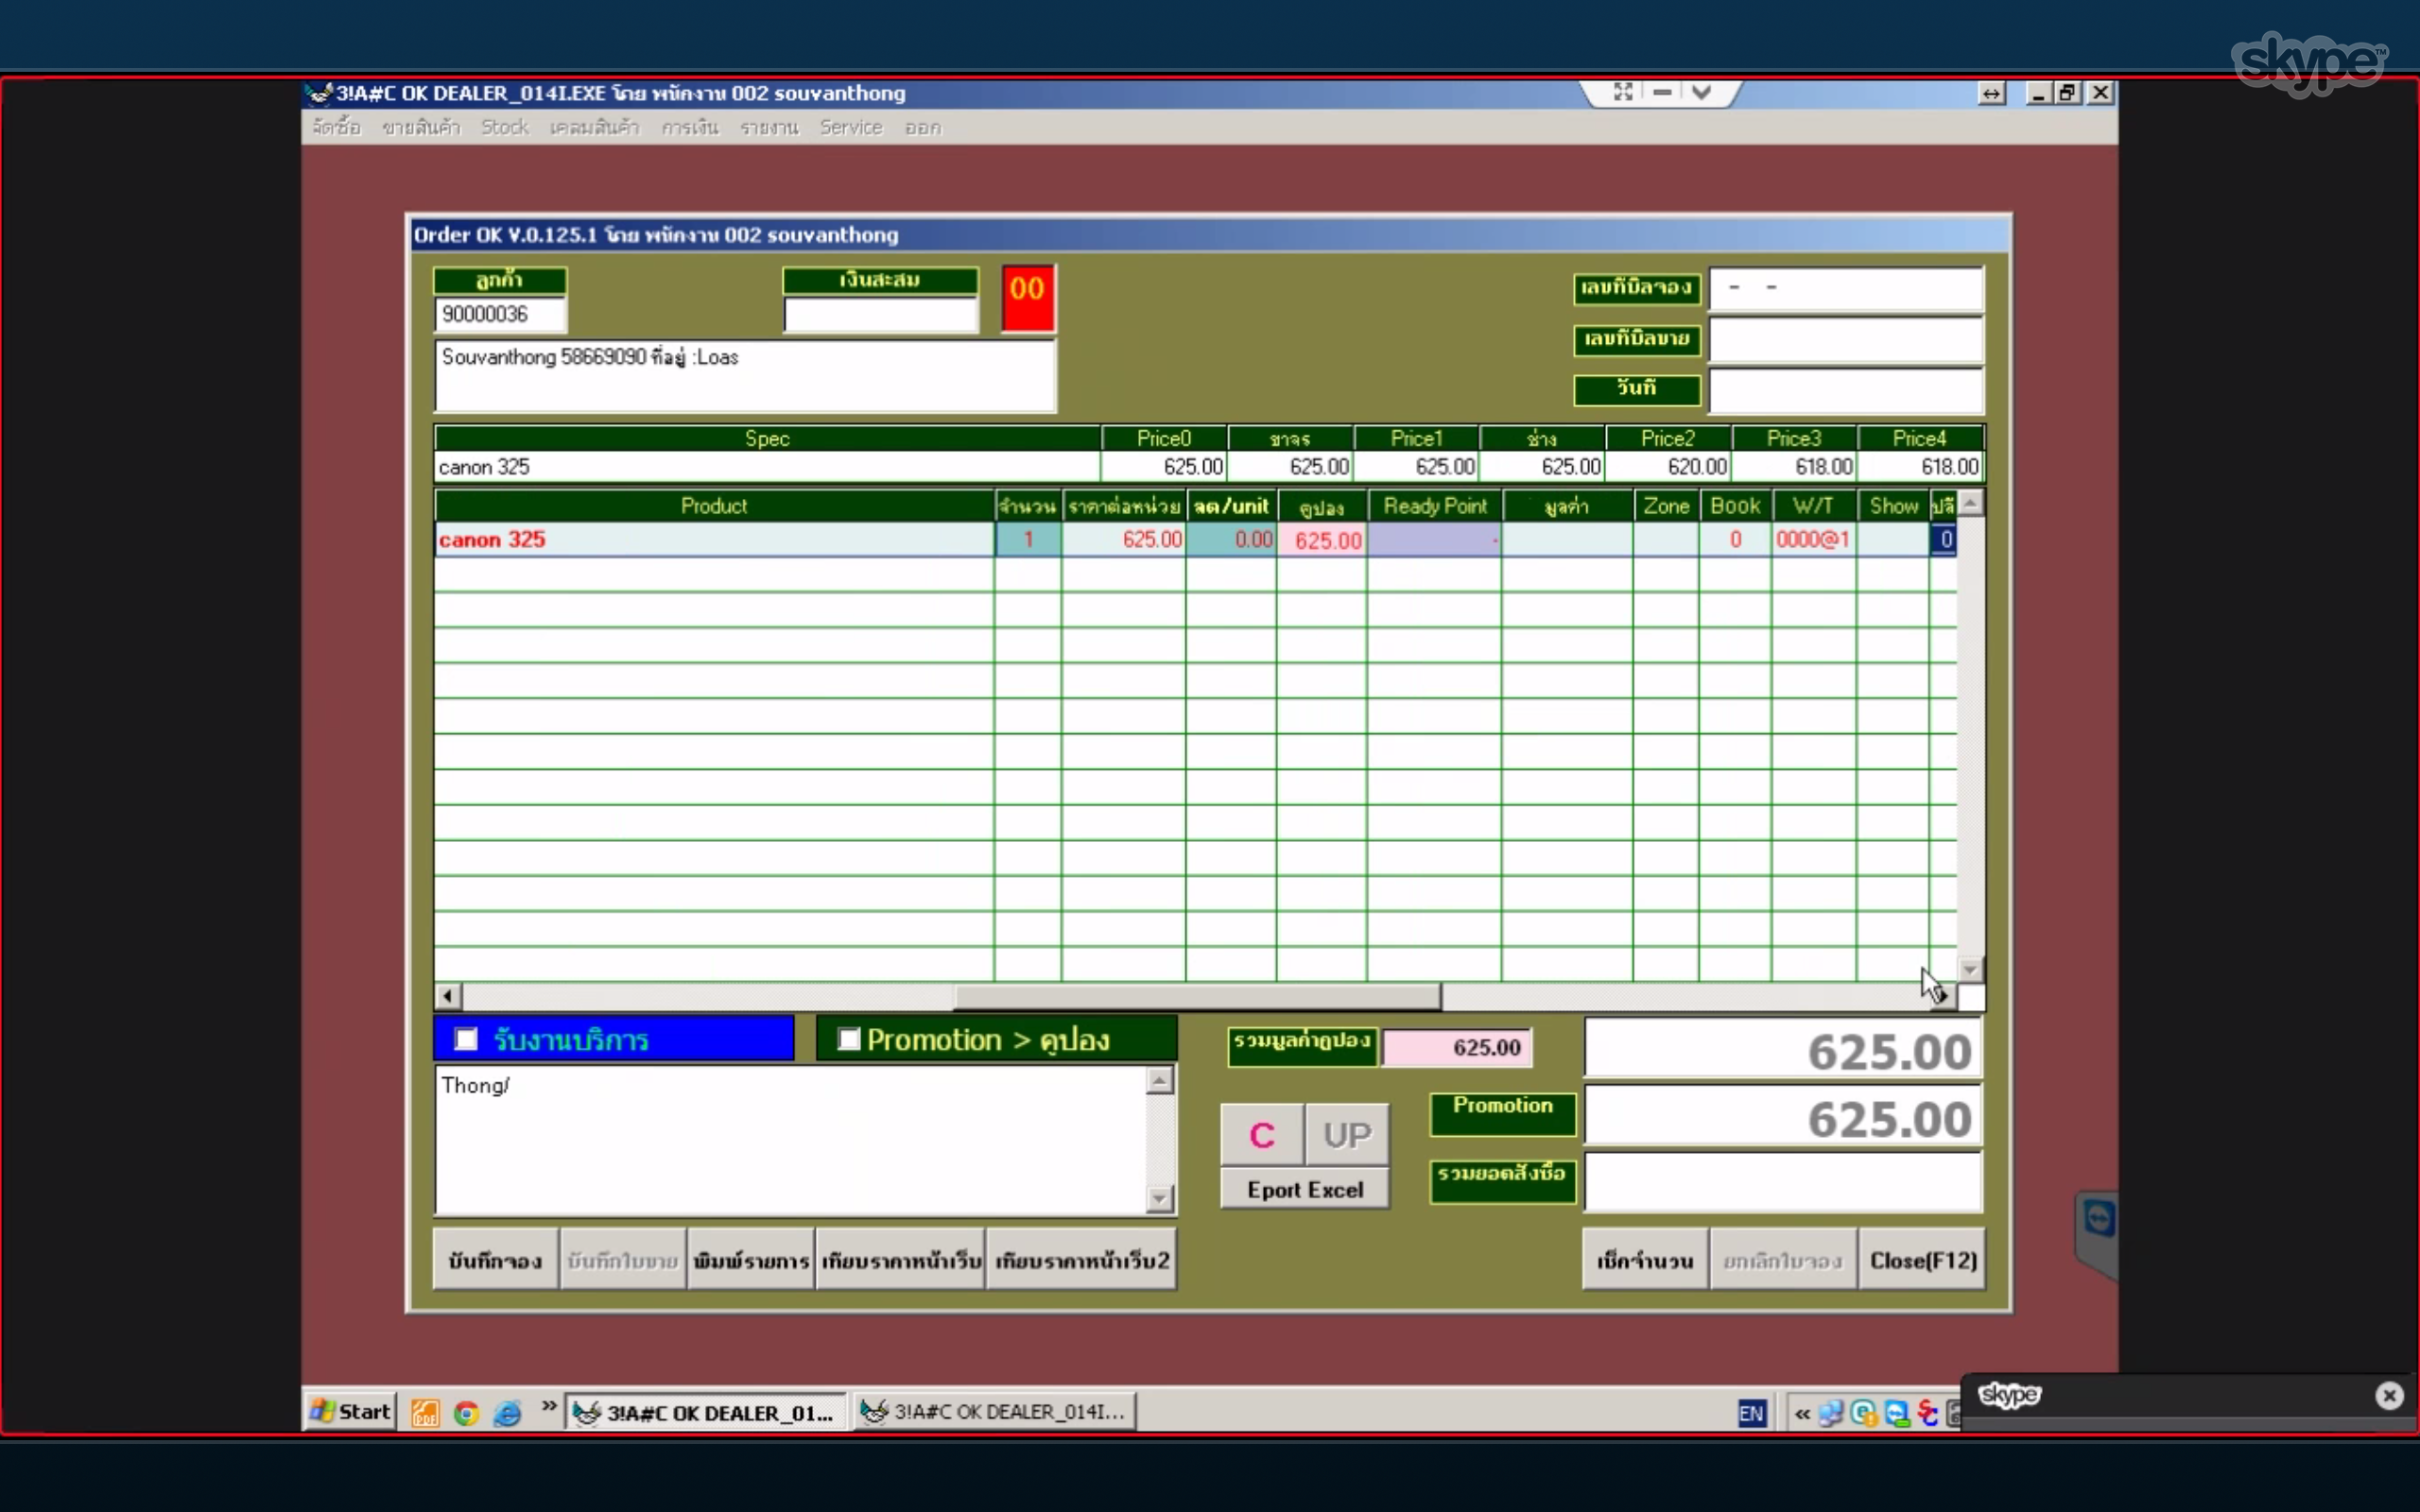 skype™
3!A#C OK DEALER_014I.EXE โดย พนักงาน 002 souvanthong
จัดซื้อ ขายสินค้า Stock เคลมสินค้า การเงิน รายงาน Service ออก
Order OK V.0.125.1 โดย พนักงาน 002 souvanthong
ลูกค้า เงินสะสม 00 เลขที่บิลจอง - -
90000036
Souvanthong 58669090 ที่อยู่ :Loas
เลขที่บิลขาย
วันที่
Spec Price0 ขาจร Price1 ช่าง Price2 Price3 Price4
canon 325 625.00 625.00 625.00 625.00 620.00 618.00 618.00
Product จำนวน ราคาต่อหน่วย ลด/unit คูปอง Ready Point มูลค่า Zone Book W/T Show
canon 325 1 625.00 0.00 625.00 - 0 0000@1 0
รับงานบริการ Promotion > คูปอง รวมมูลค่าคูปอง 625.00 625.00
Thong/
Promotion 625.00
C UP
รวมยอดสั่งซื้อ
Eport Excel
บันทึกจอง บันทึกใบขาย พิมพ์รายการ เทียบราคาหน้าเว็บ เทียบราคาหน้าเว็บ2 เช็คจำนวน ยกเลิกใบจอง Close(F12)
Start » 3!A#C OK DEALER_01... 3!A#C OK DEALER_014I... EN «
skype